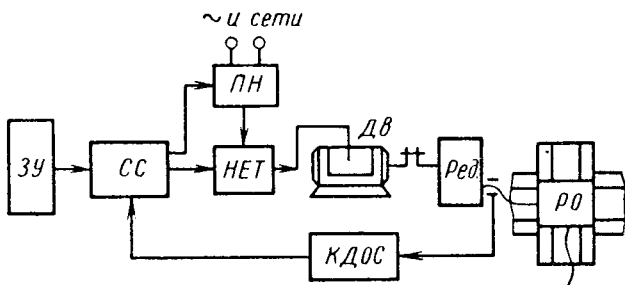 ~ и сети
ПН
ДВ
ЗУ
СС
НЕТ
Ред.
РО
КДОС